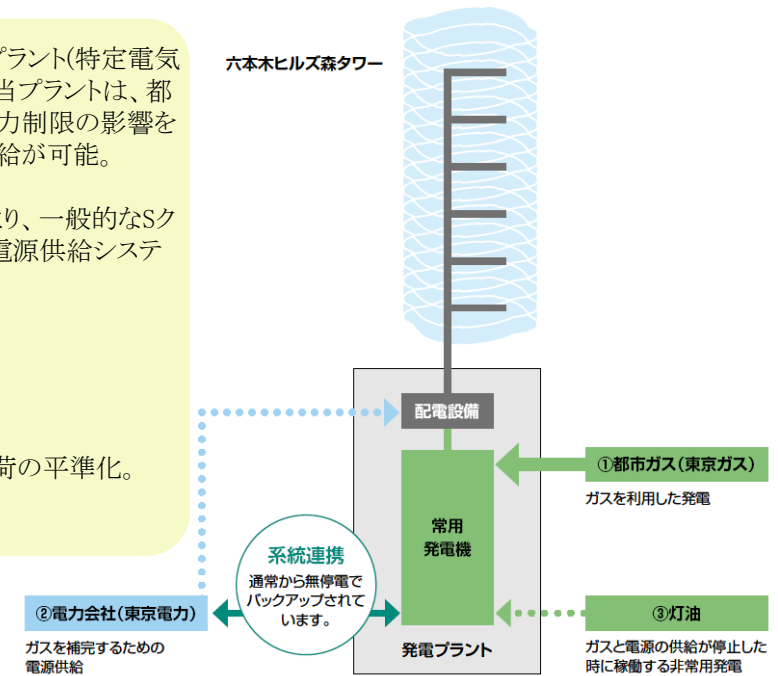 プラント(特定電気
当プラントは、都
力制限の影響を
給が可能。
り、一般的なSク
電源供給システ
荷の平準化。
六本木ヒルズ森タワー
配電設備
①都市ガス(東京ガス)
ガスを利用した発電
常用
発電機
系統連携
通常から無停電で
バックアップされて
います。
②電力会社(東京電力)
ガスを補完するための
電源供給
発電プラント
③灯油
ガスと電源の供給が停止した
時に稼働する非常用発電